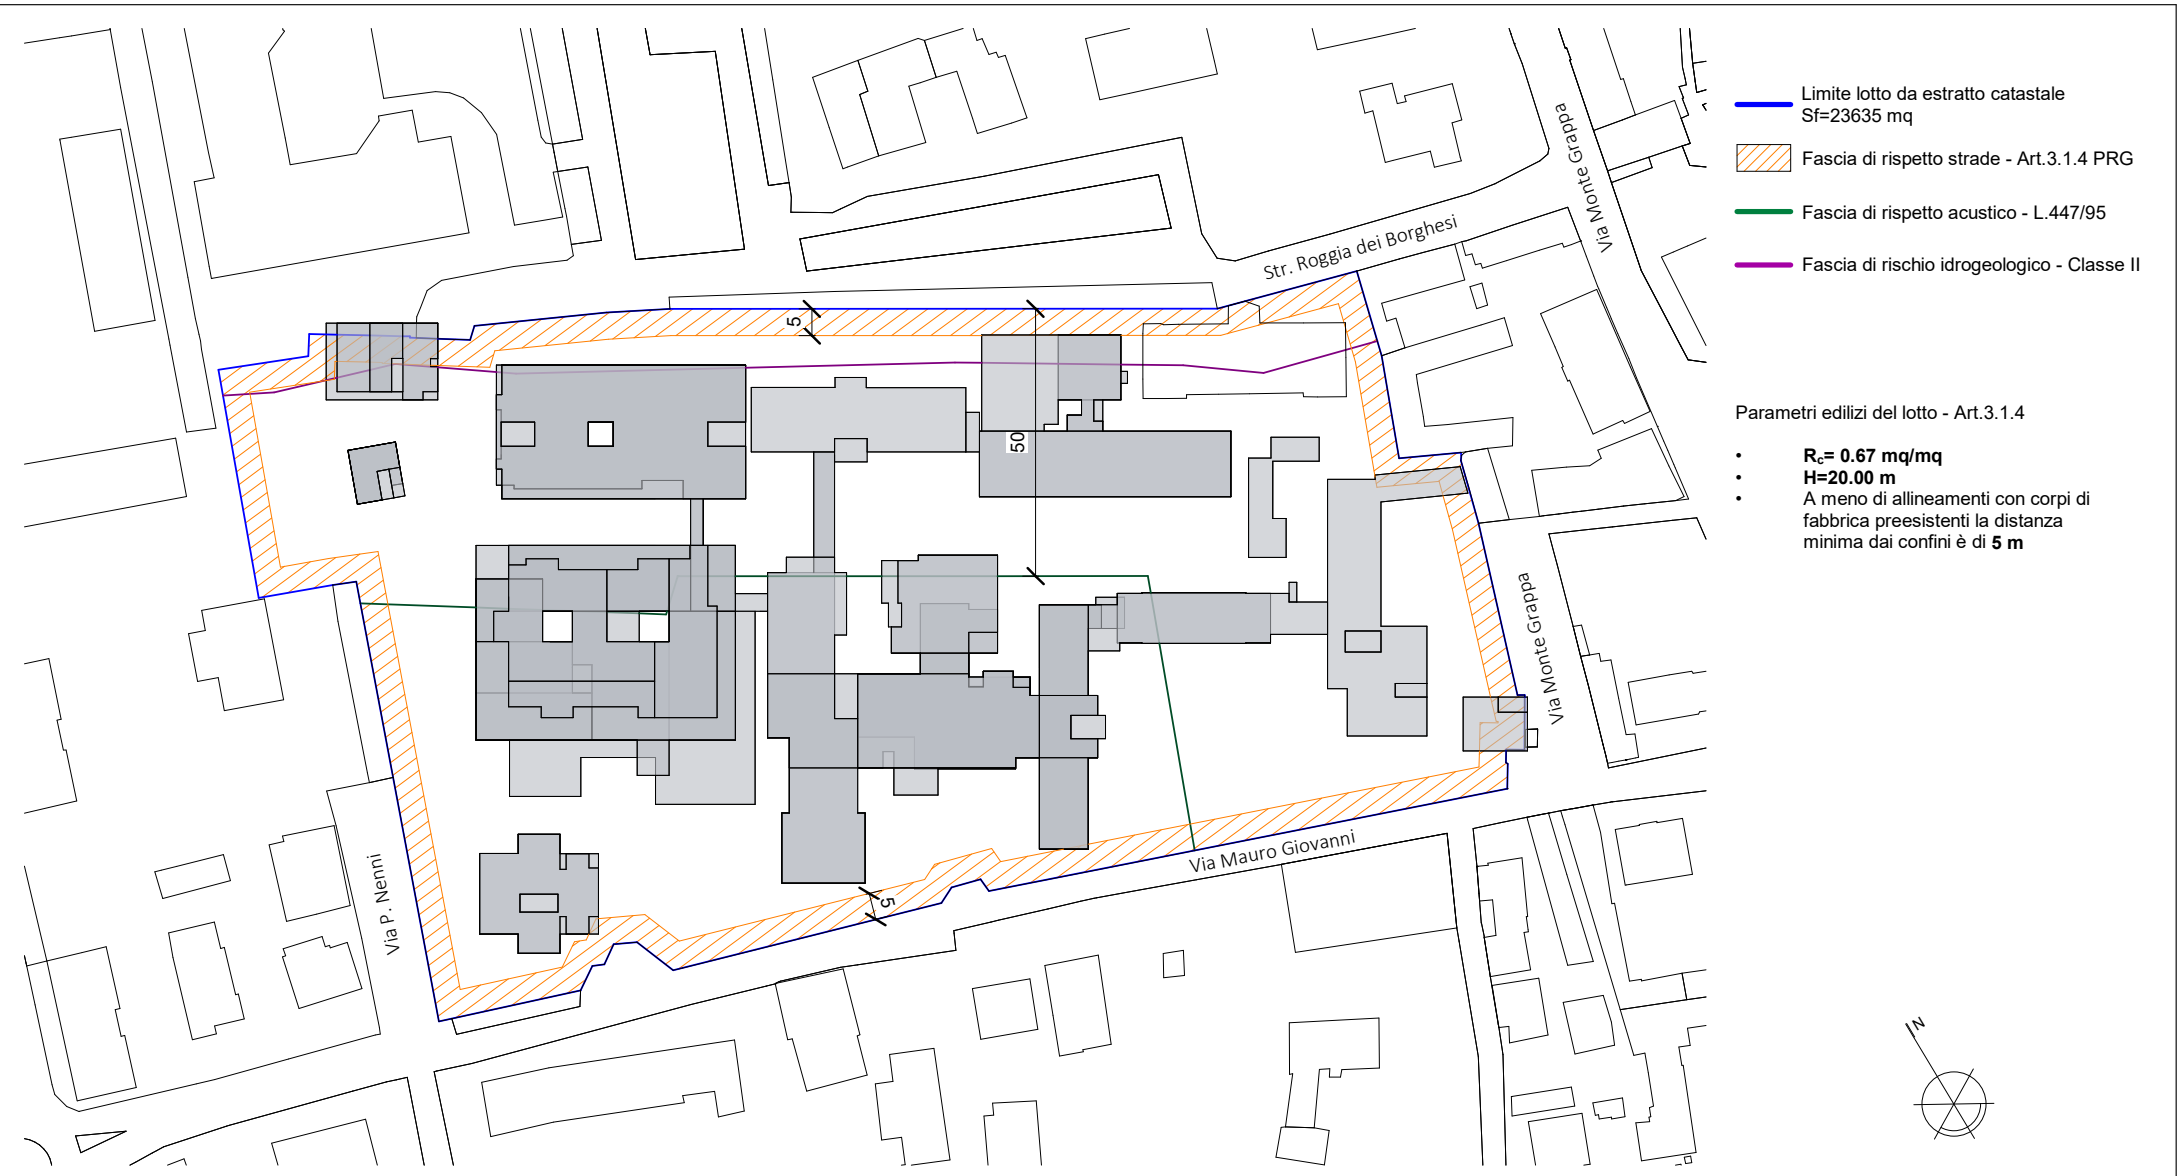 Limite lotto da estratto catastale
Sf=23635 mq
Fascia di rispetto strade - Art.3.1.4 PRG
Fascia di rispetto acustico - L.447/95
Fascia di rischio idrogeologico - Classe II
Parametri edilizi del lotto - Art.3.1.4
• Rc= 0.67 mq/mq
• H=20.00 m
• A meno di allineamenti con corpi di
fabbrica preesistenti la distanza
minima dai confini è di 5 m
Via Monte Grappa
Str. Roggia dei Borghesi
5
50
Via Monte Grappa
Via Mauro Giovanni
Via P. Nenni
5
N